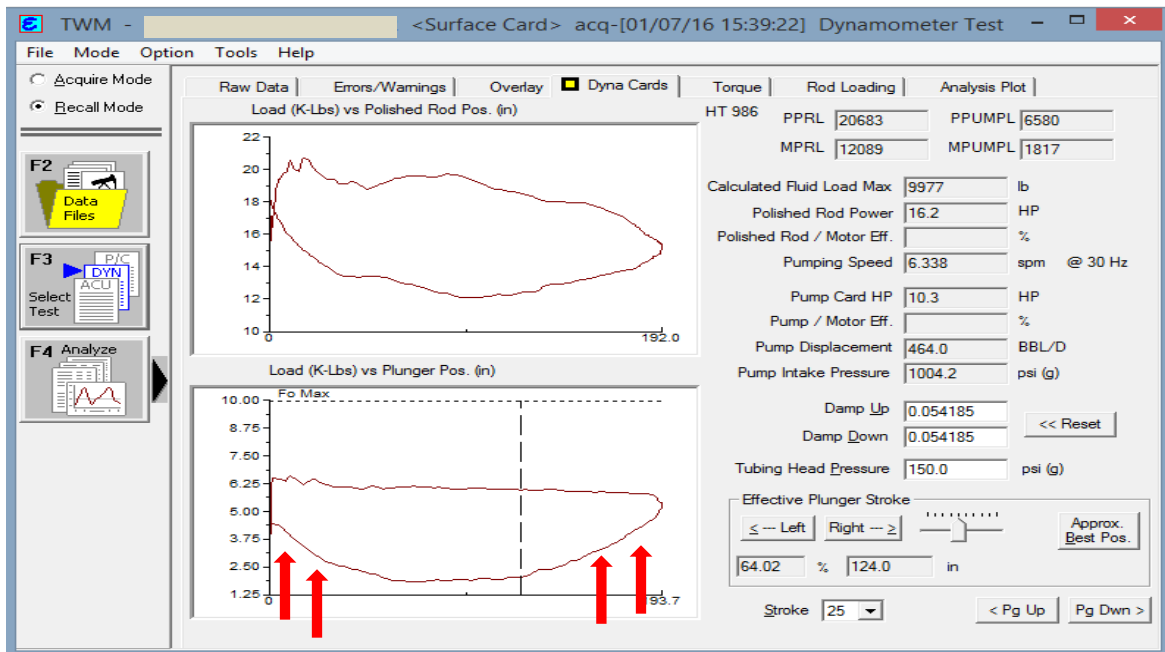 TWM - <Surface Card> acq-[01/07/16 15:39:22] Dynamometer Test
File Mode Option Tools Help
Acquire Mode
Recall Mode
F2
Data
Files
F3
P/C
DYN
ACU
Select
Test
F4 Analyze
Raw Data Errors/Warnings Overlay Dyna Cards Torque Rod Loading Analysis Plot
Load (K-Lbs) vs Polished Rod Pos. (in)
22
20
18
16
14
12
10
0 192.0
Load (K-Lbs) vs Plunger Pos. (in)
Fo Max
10.00
8.75
7.50
6.25
5.00
3.75
2.50
1.25
0 93.7
HT 986 PPRL 20683 PPUMPL 6580
MPRL 12089 MPUMPL 1817
Calculated Fluid Load Max 9977 lb
Polished Rod Power 16.2 HP
Polished Rod / Motor Eff. %
Pumping Speed 6.338 spm @ 30 Hz
Pump Card HP 10.3 HP
Pump / Motor Eff. %
Pump Displacement 464.0 BBL/D
Pump Intake Pressure 1004.2 psi (g)
Damp Up 0.054185
<< Reset
Damp Down 0.054185
Tubing Head Pressure 150.0 psi (g)
Effective Plunger Stroke
< --- Left Right --- > Approx.
Best Pos.
64.02 % 124.0 in
Stroke 25 < Pg Up Pg Dwn >